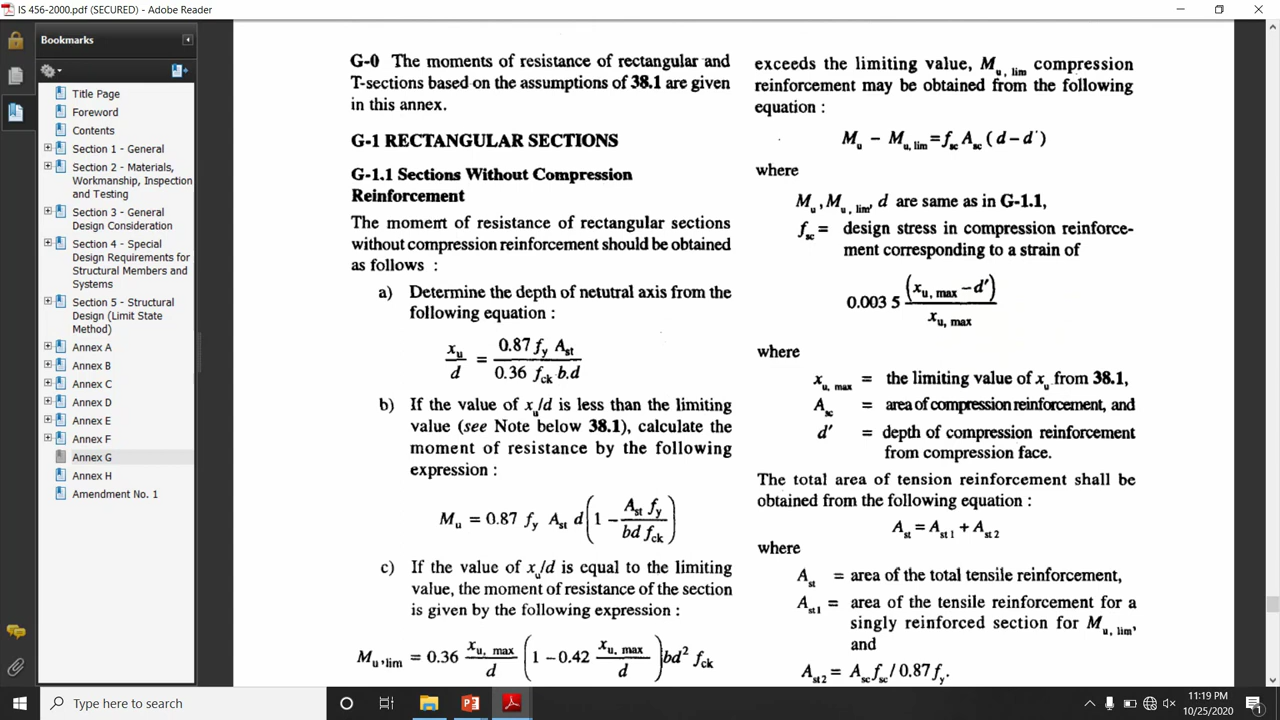 IS 456-2000.pdf (SECURED) - Adobe Reader
Bookmarks
Title Page
Foreword
Contents
Section 1 - General
Section 2 - Materials,
Workmanship, Inspection
and Testing
Section 3 - General
Design Consideration
Section 4 - Special
Design Requirements for
Structural Members and
Systems
Section 5 - Structural
Design (Limit State
Method)
Annex A
Annex B
Annex C
Annex D
Annex E
Annex F
Annex G
Annex H
Amendment No. 1
G-0 The moments of resistance of rectangular and
T-sections based on the assumptions of 38.1 are given
in this annex.
G-1 RECTANGULAR SECTIONS
G-1.1 Sections Without Compression
Reinforcement
The moment of resistance of rectangular sections
without compression reinforcement should be obtained
as follows :
a) Determine the depth of netutral axis from the
following equation :
x_u/d = 0.87 f_y A_st / 0.36 f_ck b.d
b) If the value of x_u/d is less than the limiting
value (see Note below 38.1), calculate the
moment of resistance by the following
expression :
M_u = 0.87 f_y A_st d (1 - A_st f_y / bd f_ck)
c) If the value of x_u/d is equal to the limiting
value, the moment of resistance of the section
is given by the following expression :
M_u,lim = 0.36 x_u, max / d (1 - 0.42 x_u, max / d) bd² f_ck
exceeds the limiting value, M_u, lim compression
reinforcement may be obtained from the following
equation :
M_u - M_u, lim = f_sc A_sc (d - d')
where
M_u, M_u, lim, d are same as in G-1.1,
f_sc = design stress in compression reinforce-
ment corresponding to a strain of
0.003 5 (x_u, max - d') / x_u, max
where
x_u, max = the limiting value of x_u from 38.1,
A_sc = area of compression reinforcement, and
d' = depth of compression reinforcement
from compression face.
The total area of tension reinforcement shall be
obtained from the following equation :
A_st = A_st1 + A_st2
where
A_st = area of the total tensile reinforcement,
A_st1 = area of the tensile reinforcement for a
singly reinforced section for M_u, lim,
and
A_st2 = A_sc f_sc / 0.87 f_y.
Type here to search
11:19 PM
10/25/2020
1